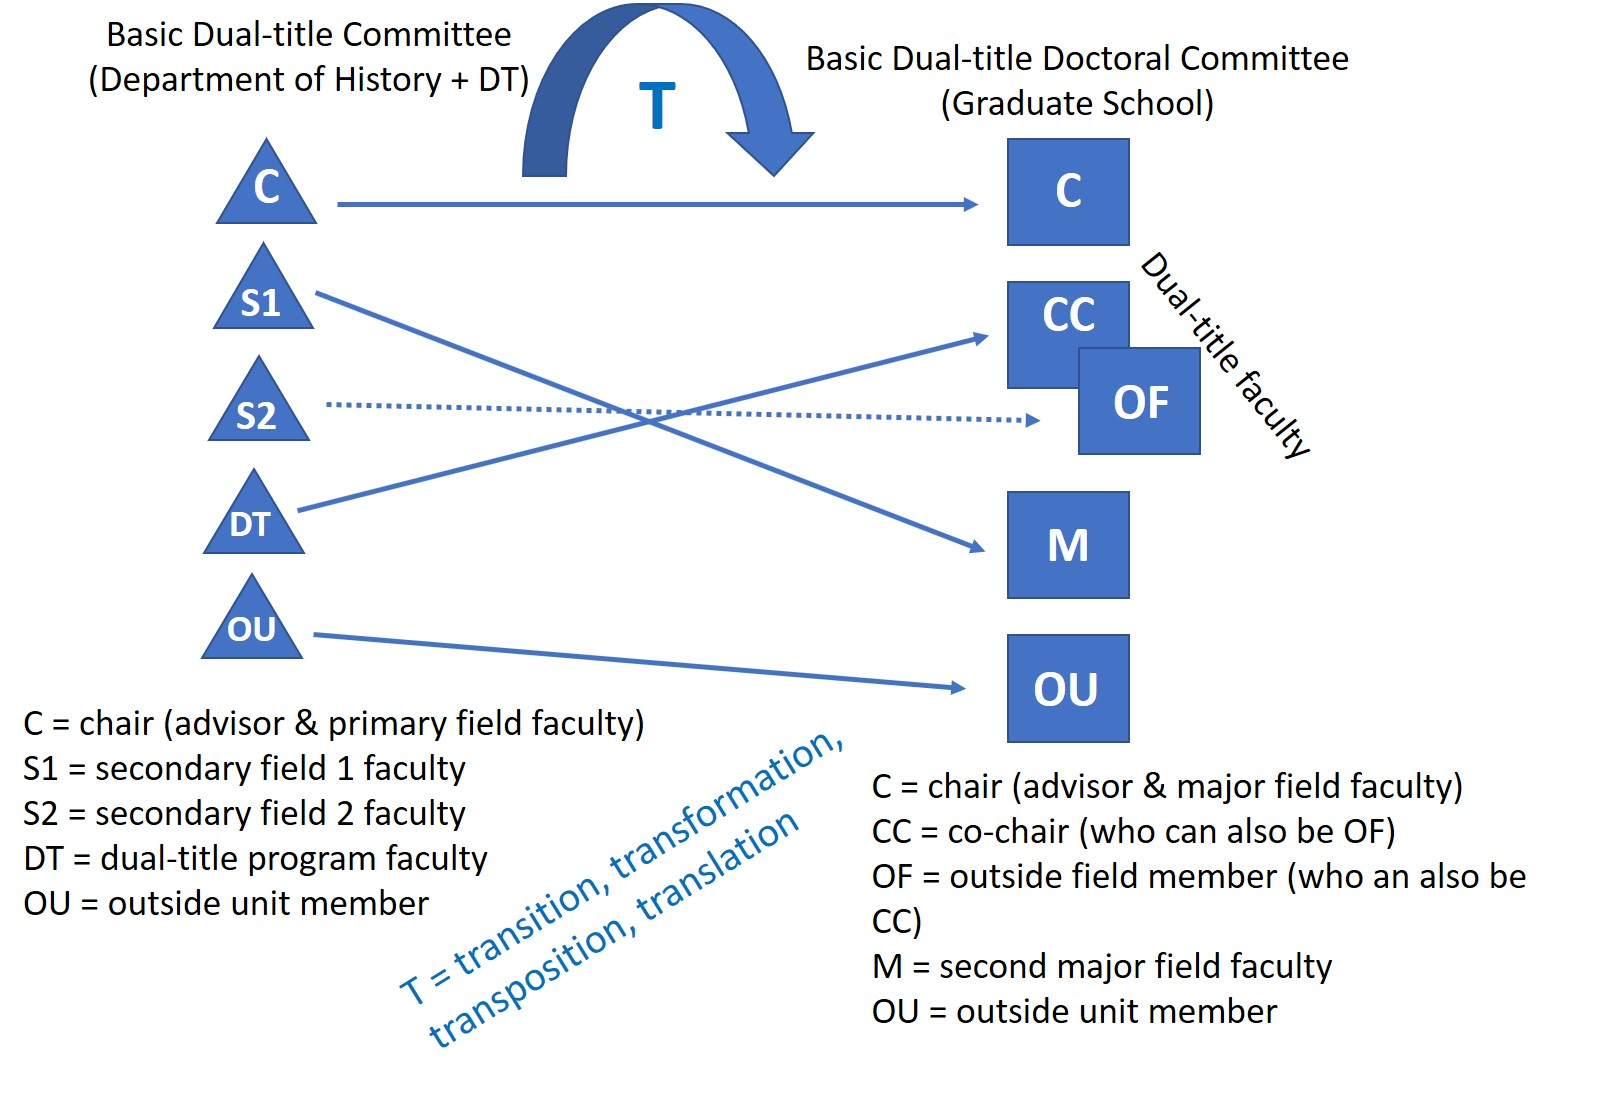 Basic Dual-title Committee
(Department of History + DT)
T
Basic Dual-title Doctoral Committee
(Graduate School)
C
S1
S2
DT
OU
C
CC
OF
M
OU
Dual-title faculty
C = chair (advisor & primary field faculty)
S1 = secondary field 1 faculty
S2 = secondary field 2 faculty
DT = dual-title program faculty
OU = outside unit member
T = transition, transformation,
transposition, translation
C = chair (advisor & major field faculty)
CC = co-chair (who can also be OF)
OF = outside field member (who an also be
CC)
M = second major field faculty
OU = outside unit member